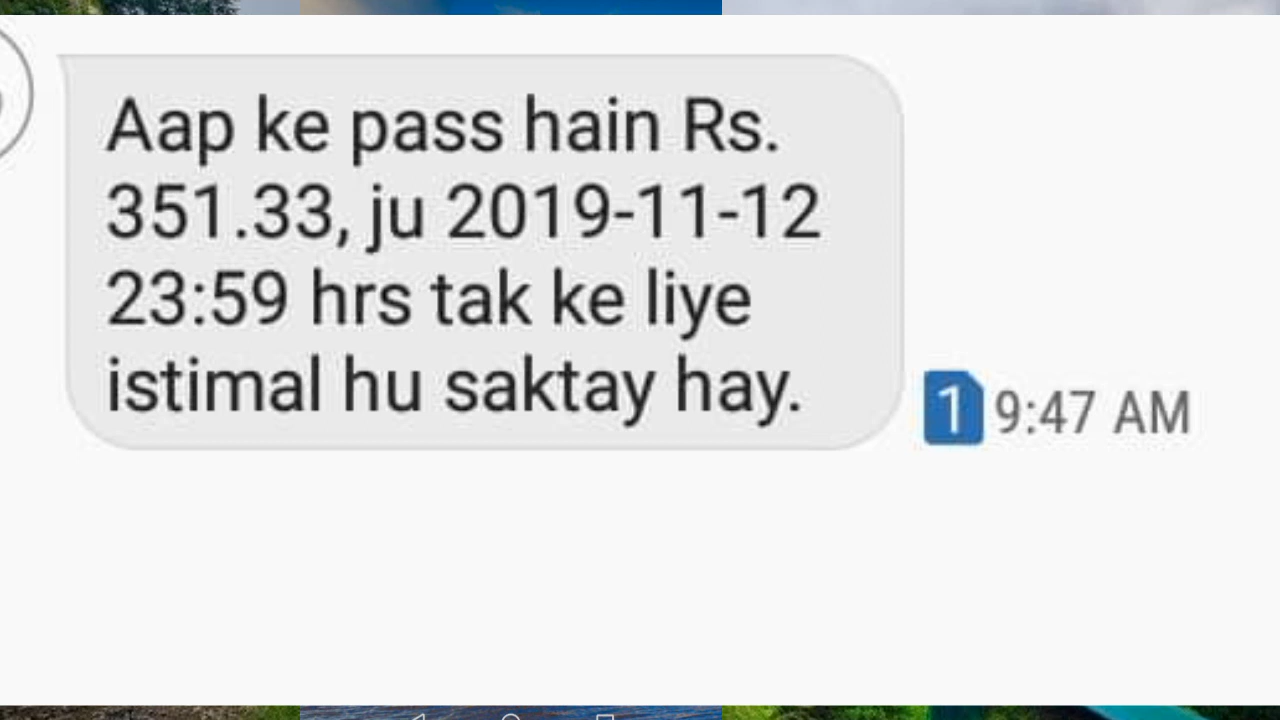 Aap ke pass hain Rs.
351.33, ju 2019-11-12
23:59 hrs tak ke liye
istimal hu saktay hay.
1 9:47 AM